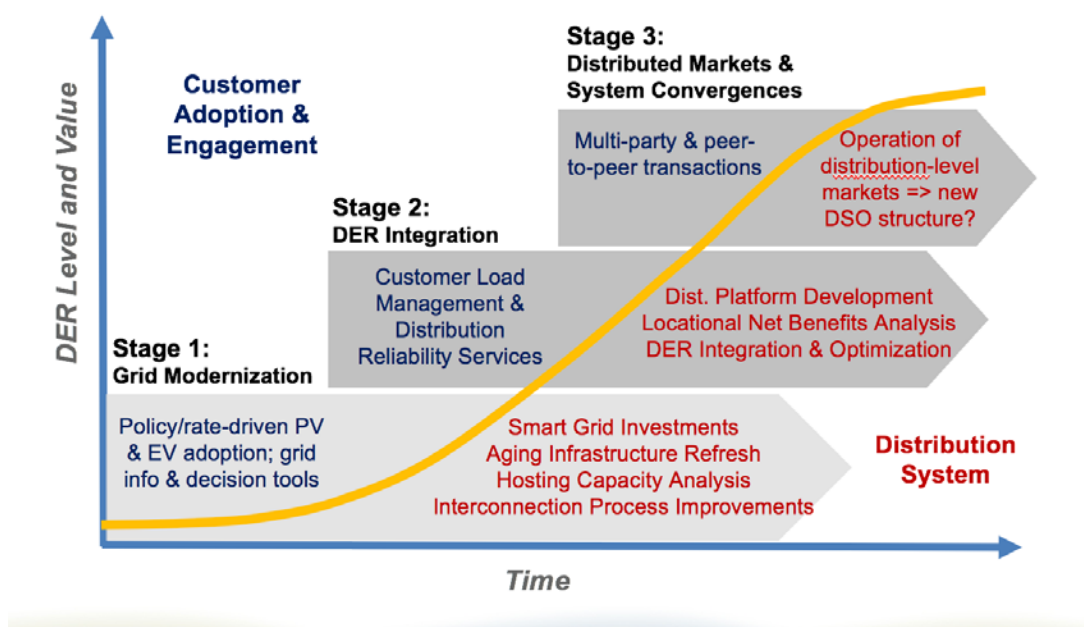 DER Level and Value
Customer
Adoption &
Engagement
Stage 3:
Distributed Markets &
System Convergences
Multi-party & peer-
to-peer transactions
Operation of
distribution-level
markets => new
DSO structure?
Stage 2:
DER Integration
Customer Load
Management &
Distribution
Reliability Services
Dist. Platform Development
Locational Net Benefits Analysis
DER Integration & Optimization
Stage 1:
Grid Modernization
Policy/rate-driven PV
& EV adoption; grid
info & decision tools
Smart Grid Investments
Aging Infrastructure Refresh
Hosting Capacity Analysis
Interconnection Process Improvements
Distribution
System
Time